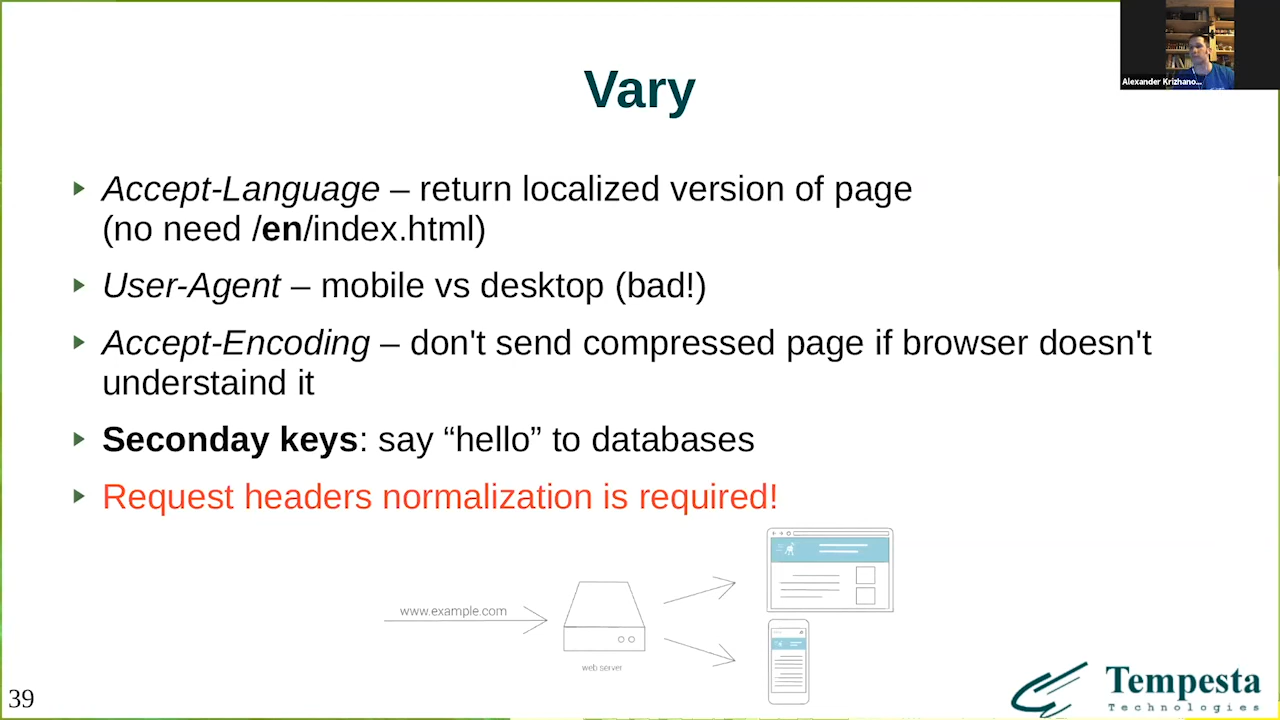 Alexander Krizhano...
Vary
Accept-Language – return localized version of page
(no need /en/index.html)
User-Agent – mobile vs desktop (bad!)
Accept-Encoding – don't send compressed page if browser doesn't
understaind it
Seconday keys: say “hello” to databases
Request headers normalization is required!
www.example.com
web server
39
Tempesta
Technologies